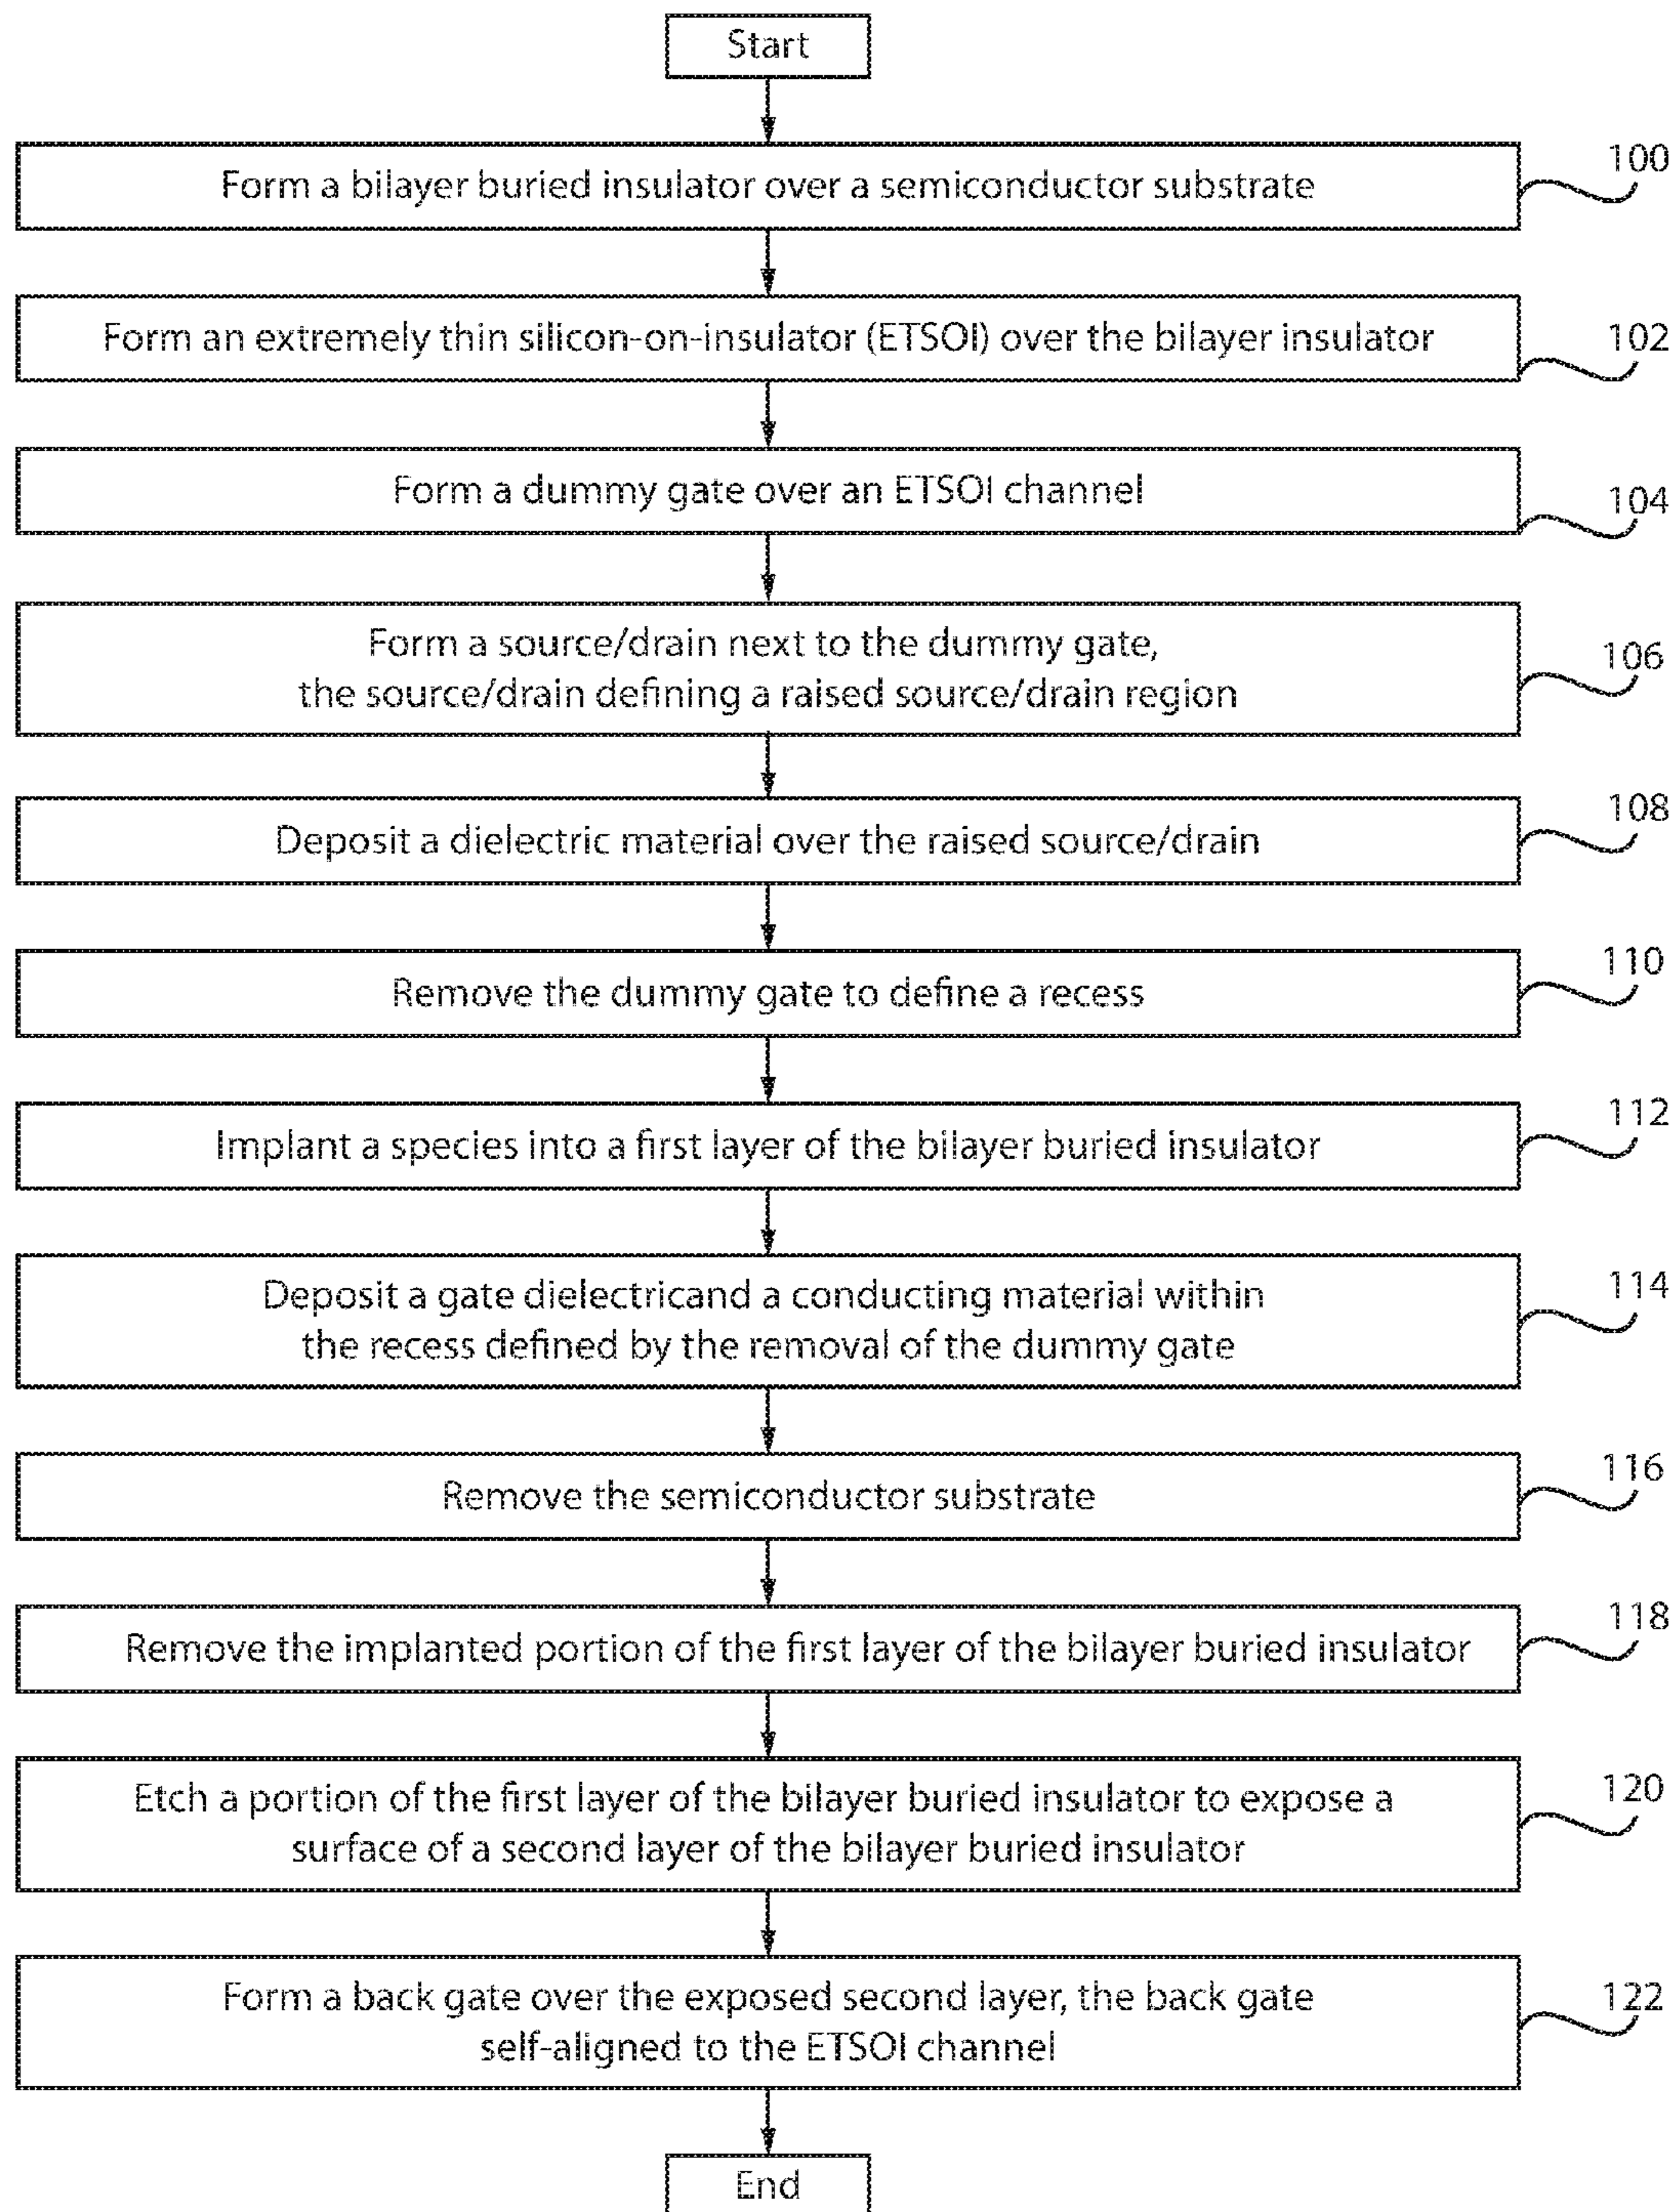 Start
Form a bilayer buried insulator over a semiconductor substrate
100
Form an extremely thin silicon-on-insulator (ETSOI) over the bilayer insulator
102
Form a dummy gate over an ETSOI channel
104
Form a source/drain next to the dummy gate,
the source/drain defining a raised source/drain region
106
Deposit a dielectric material over the raised source/drain
108
Remove the dummy gate to define a recess
110
Implant a species into a first layer of the bilayer buried insulator
112
Deposit a gate dielectricand a conducting material within
the recess defined by the removal of the dummy gate
114
Remove the semiconductor substrate
116
Remove the implanted portion of the first layer of the bilayer buried insulator
118
Etch a portion of the first layer of the bilayer buried insulator to expose a
surface of a second layer of the bilayer buried insulator
120
Form a back gate over the exposed second layer, the back gate
self-aligned to the ETSOI channel
122
End